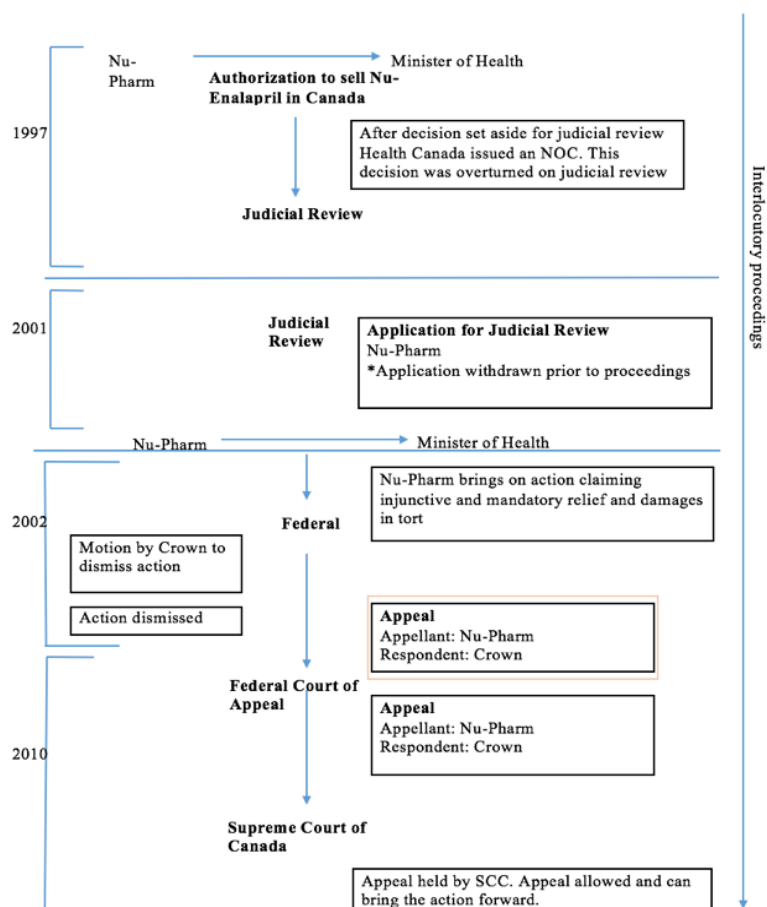 Nu-
Pharm
Minister of Health
Authorization to sell Nu-
Enalapril in Canada
1997
After decision set aside for judicial review
Health Canada issued an NOC. This
decision was overturned on judicial review
Judicial Review
Interlocutory proceedings
2001
Judicial
Review
Application for Judicial Review
Nu-Pharm
*Application withdrawn prior to proceedings
Nu-Pharm
Minister of Health
2002
Nu-Pharm brings on action claiming
injunctive and mandatory relief and damages
in tort
Federal
Motion by Crown to
dismiss action
Action dismissed
Appeal
Appellant: Nu-Pharm
Respondent: Crown
Federal Court of
Appeal
Appeal
Appellant: Nu-Pharm
Respondent: Crown
2010
Supreme Court of
Canada
Appeal held by SCC. Appeal allowed and can
bring the action forward.